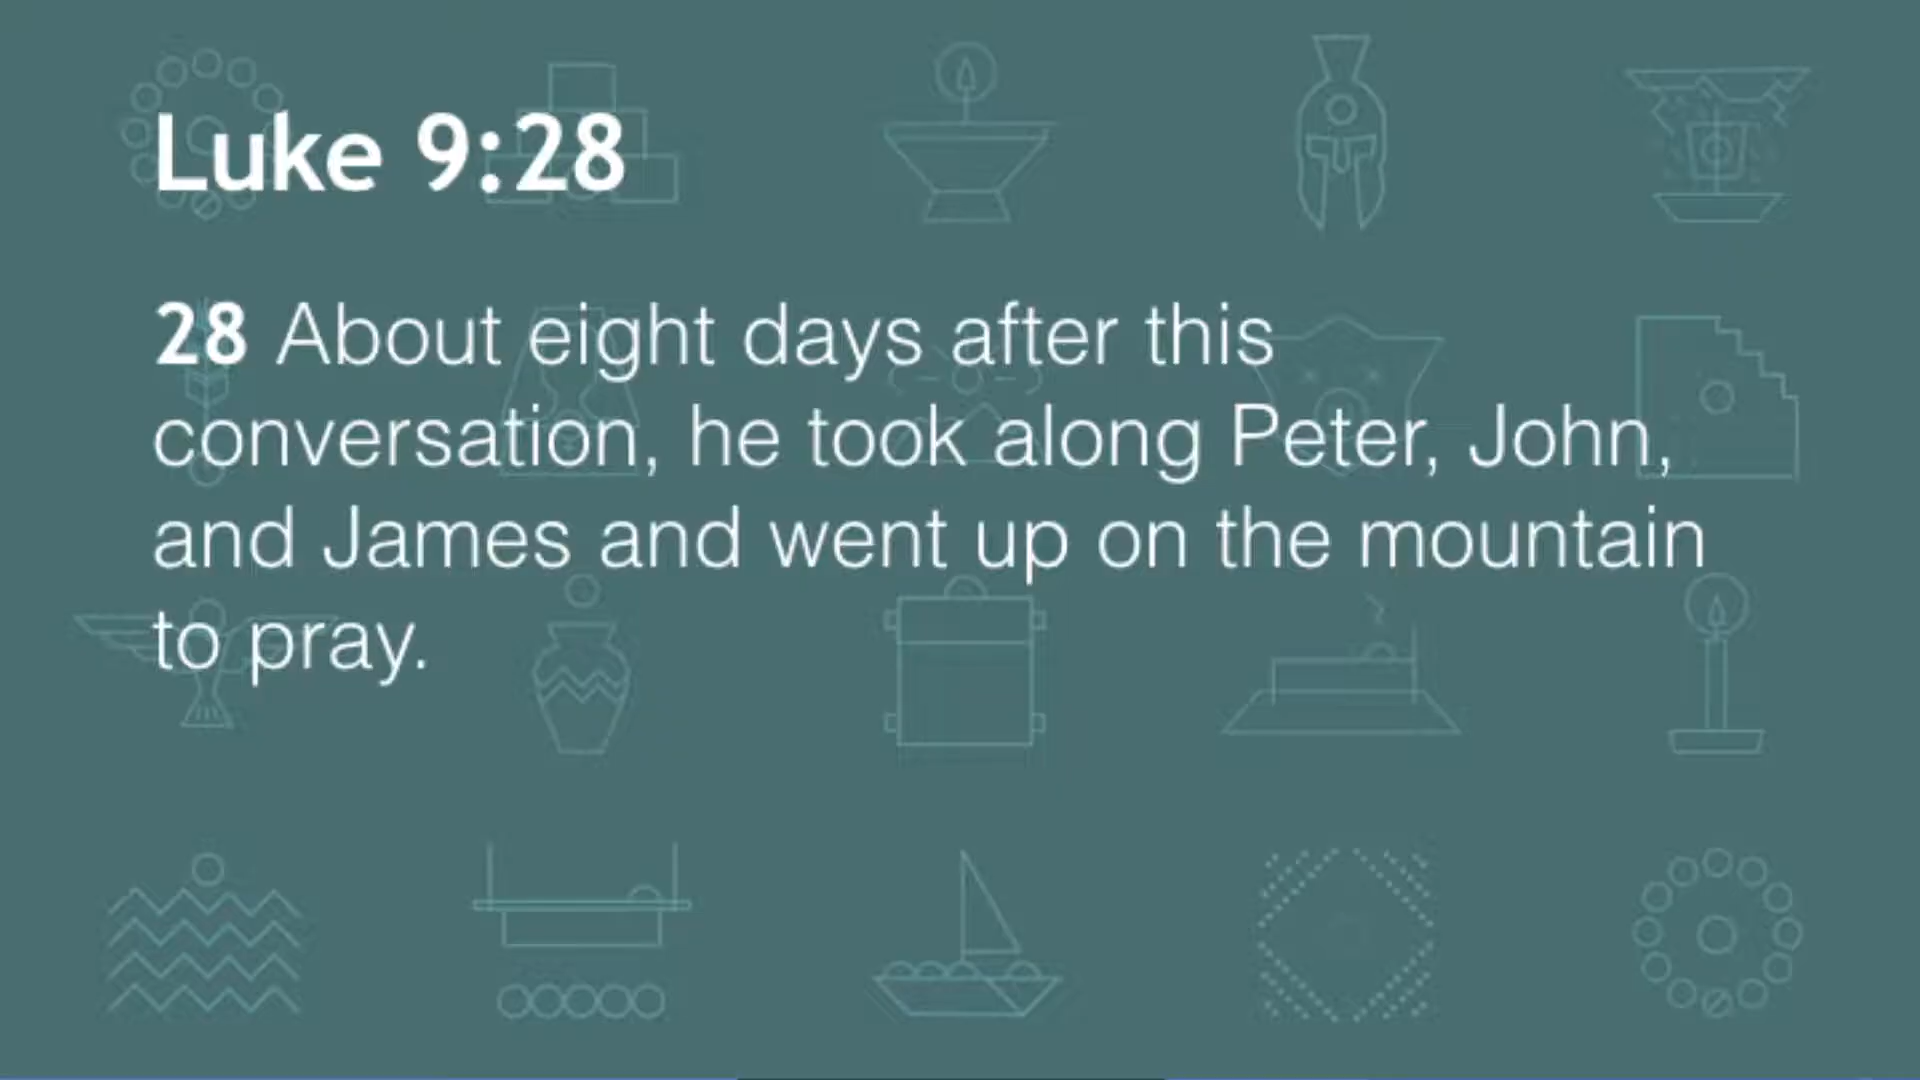 Luke 9:28
28 About eight days after this
conversation, he took along Peter, John,
and James and went up on the mountain
to pray.